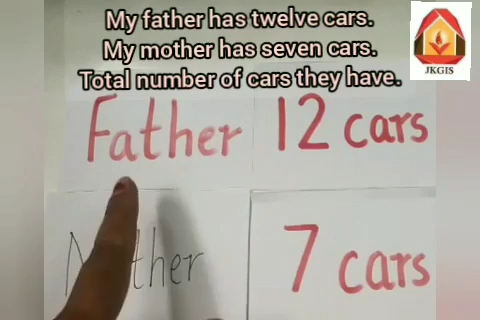 My father has twelve cars.
My mother has seven cars.
Total number of cars they have.
JKGIS
Father 12 cars
7 cars